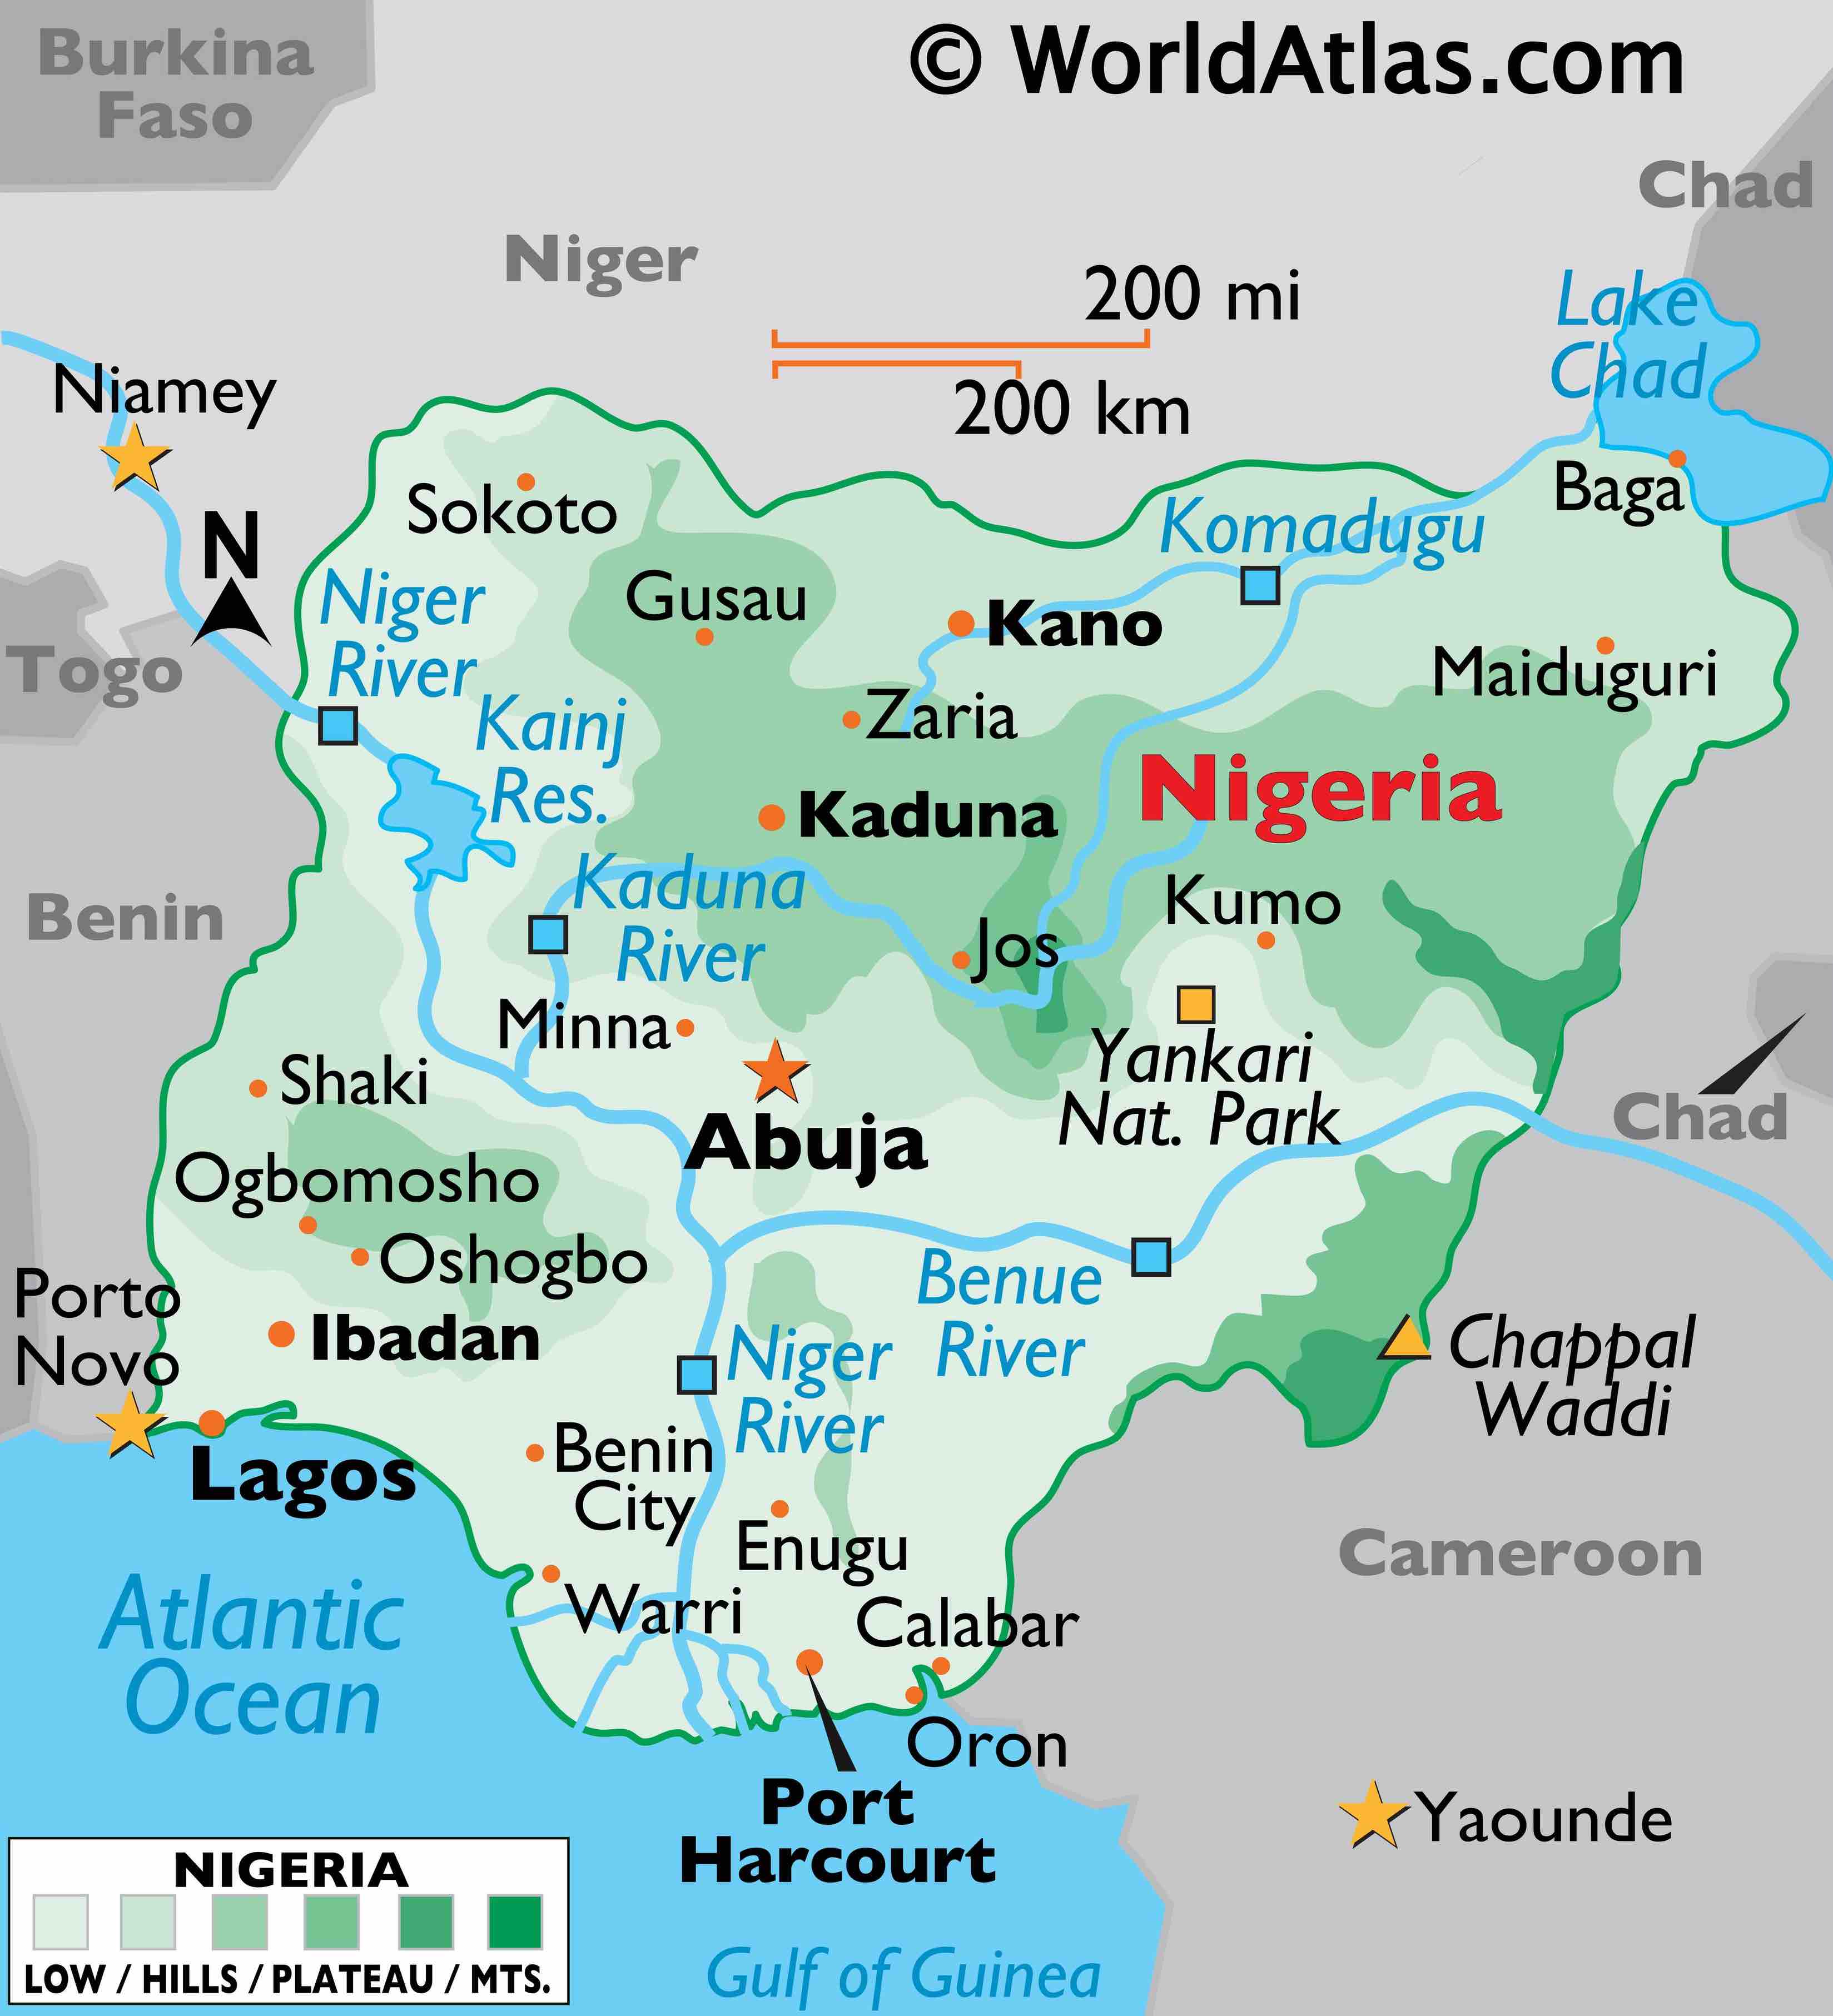 Burkina
Faso
© WorldAtlas.com
Chad
Niger
200 mi
200 km
Lake
Chad
Niamey
Baga
Sokoto
N
Komadugu
Niger
River
Gusau
Kano
Togo
Maiduguri
Kainj
Res.
Zaria
Nigeria
Kaduna
Kaduna
River
Kumo
Benin
Jos
Minna
Yankari
Nat. Park
Shaki
Chad
Abuja
Ogbomosho
Oshogbo
Benue
River
Porto
Novo
Ibadan
Niger
River
Chappal
Waddi
Benin
City
Lagos
Enugu
Cameroon
Warri
Calabar
Atlantic
Ocean
Oron
Port
Harcourt
Yaounde
NIGERIA
LOW / HILLS / PLATEAU / MTS.
Gulf of Guinea